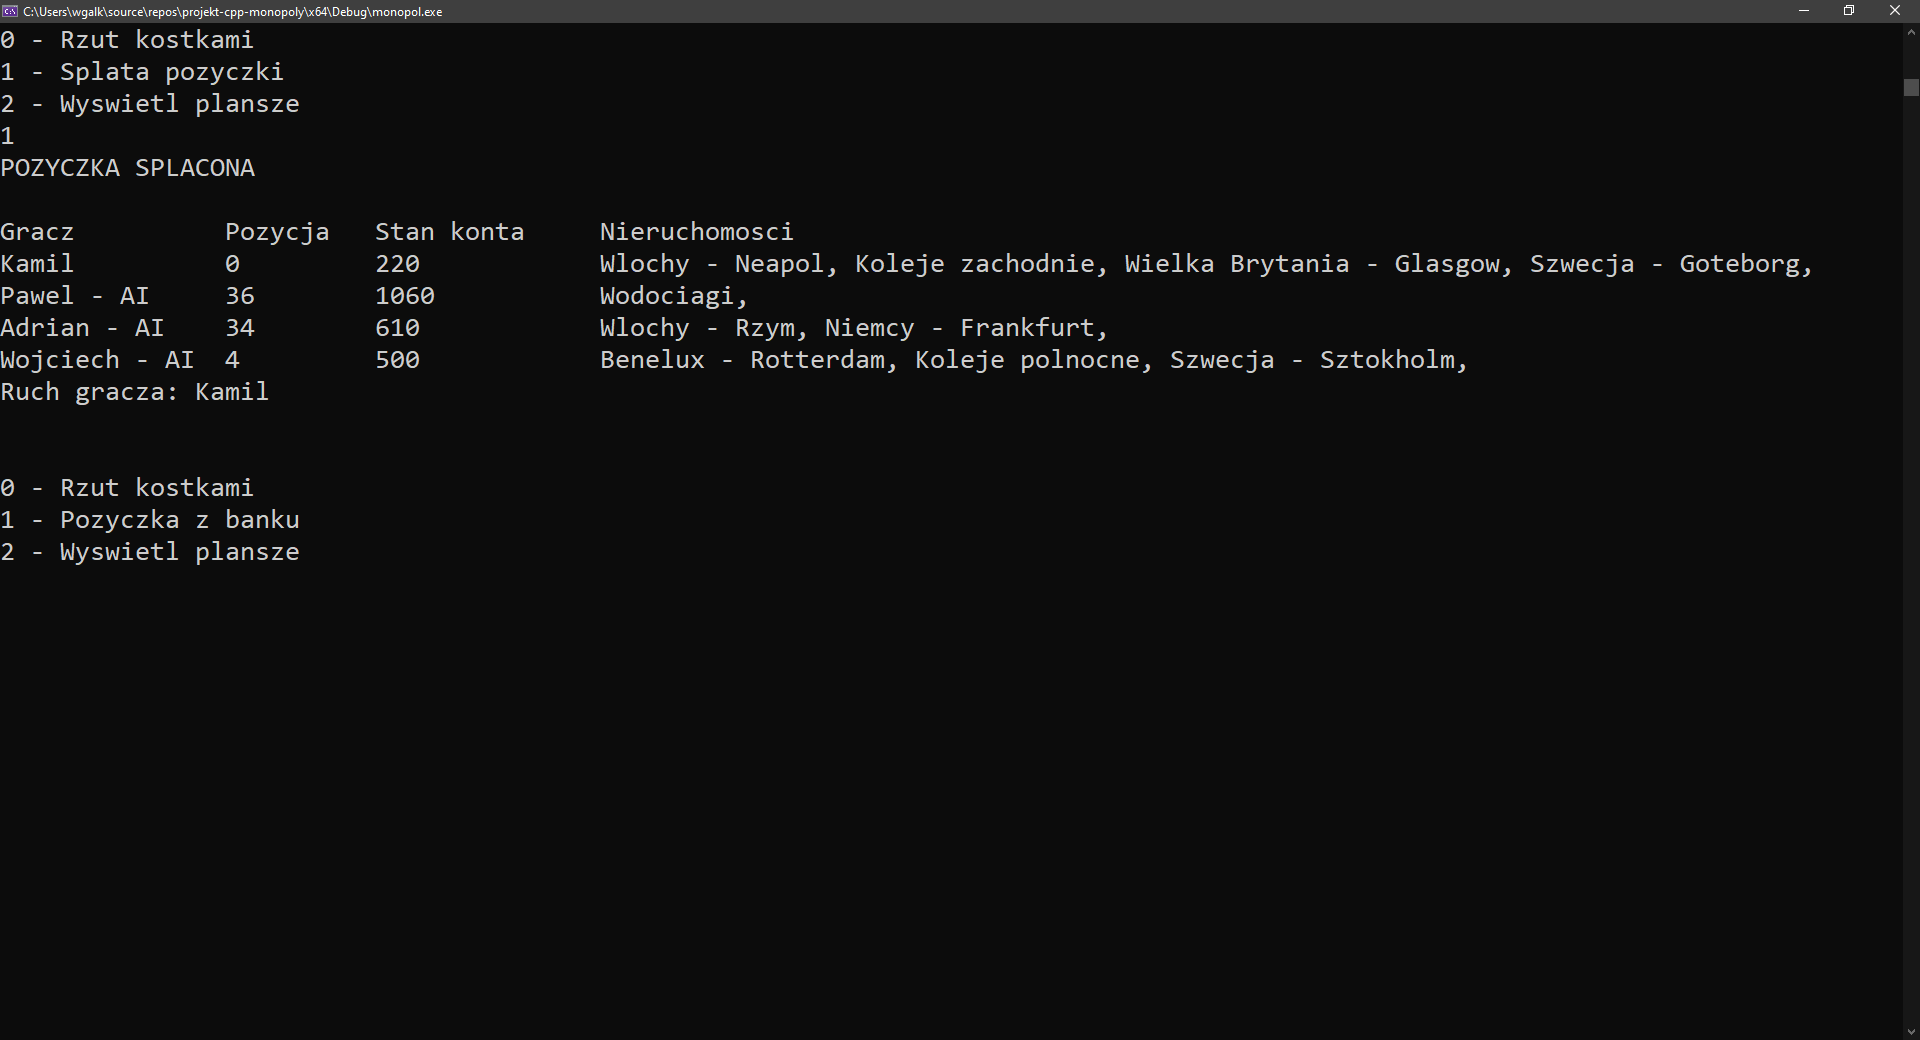 C:\Users\wgalk\source\repos\projekt-cpp-monopoly\x64\Debug\monopol.exe
0 - Rzut kostkami
1 - Splata pozyczki
2 - Wyswietl plansze
1
POZYCZKA SPLACONA
Gracz Pozycja Stan konta Nieruchomosci
Kamil 0 220 Wlochy - Neapol, Koleje zachodnie, Wielka Brytania - Glasgow, Szwecja - Goteborg,
Pawel - AI 36 1060 Wodociagi,
Adrian - AI 34 610 Wlochy - Rzym, Niemcy - Frankfurt,
Wojciech - AI 4 500 Benelux - Rotterdam, Koleje polnocne, Szwecja - Sztokholm,
Ruch gracza: Kamil
0 - Rzut kostkami
1 - Pozyczka z banku
2 - Wyswietl plansze